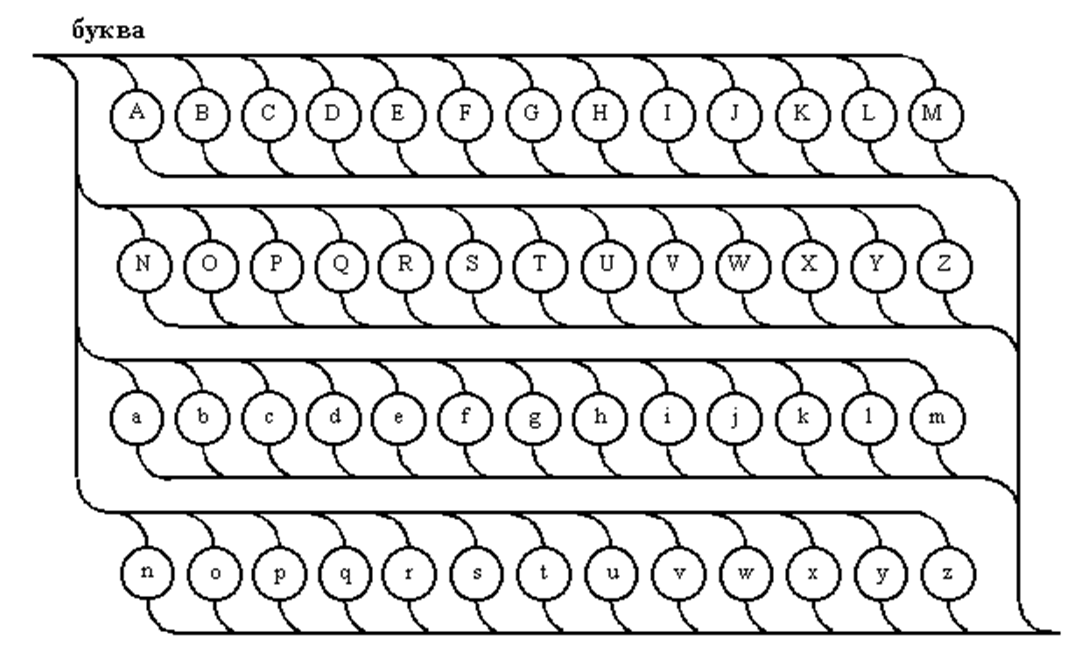 буква
A B C D E F G H I J K L M
N O P Q R S T U V W X Y Z
a b c d e f g h i j k l m
n o p q r s t u v w x y z